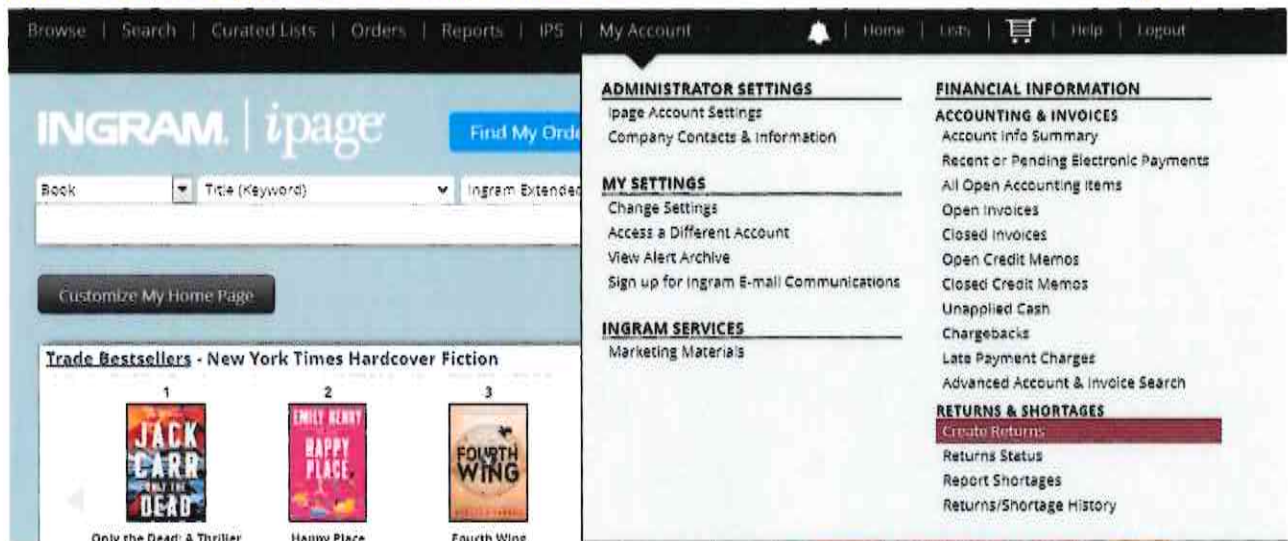 Browse | Search | Curated Lists | Orders | Reports | IPS | My Account | Home | Lists | Help | Logout
INGRAM. | ipage
Find My Orde
Book
Title (Keyword)
Ingram Extended
Customize My Home Page
Trade Bestsellers - New York Times Hardcover Fiction
1
2
3
JACK
CARR
ONLY THE
DEAD
EMILY HENRY
HAPPY
PLACE
FOURTH
WING
Only the Dead: A Thriller
Happy Place
Fourth Wing
ADMINISTRATOR SETTINGS
Ipage Account Settings
Company Contacts & Information
MY SETTINGS
Change Settings
Access a Different Account
View Alert Archive
Sign up for Ingram E-mail Communications
INGRAM SERVICES
Marketing Materials
FINANCIAL INFORMATION
ACCOUNTING & INVOICES
Account Info Summary
Recent or Pending Electronic Payments
All Open Accounting Items
Open Invoices
Closed Invoices
Open Credit Memos
Closed Credit Memos
Unapplied Cash
Chargebacks
Late Payment Charges
Advanced Account & Invoice Search
RETURNS & SHORTAGES
Create Returns
Returns Status
Report Shortages
Returns/Shortage History